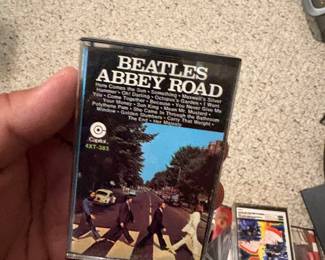 BEATLES
ABBEY ROAD
Here Comes the Sun • Something • Maxwell's Silver
Hammer • Oh! Darling • Octopus's Garden • I Want
You • Come Together • Because • You Never Give Me
Your Money • Sun King • Mean Mr. Mustard •
Polythene Pam • She Came In Through the Bathroom
Window • Golden Slumbers • Carry That Weight •
The End • Her Majesty
Capitol
4XT-383